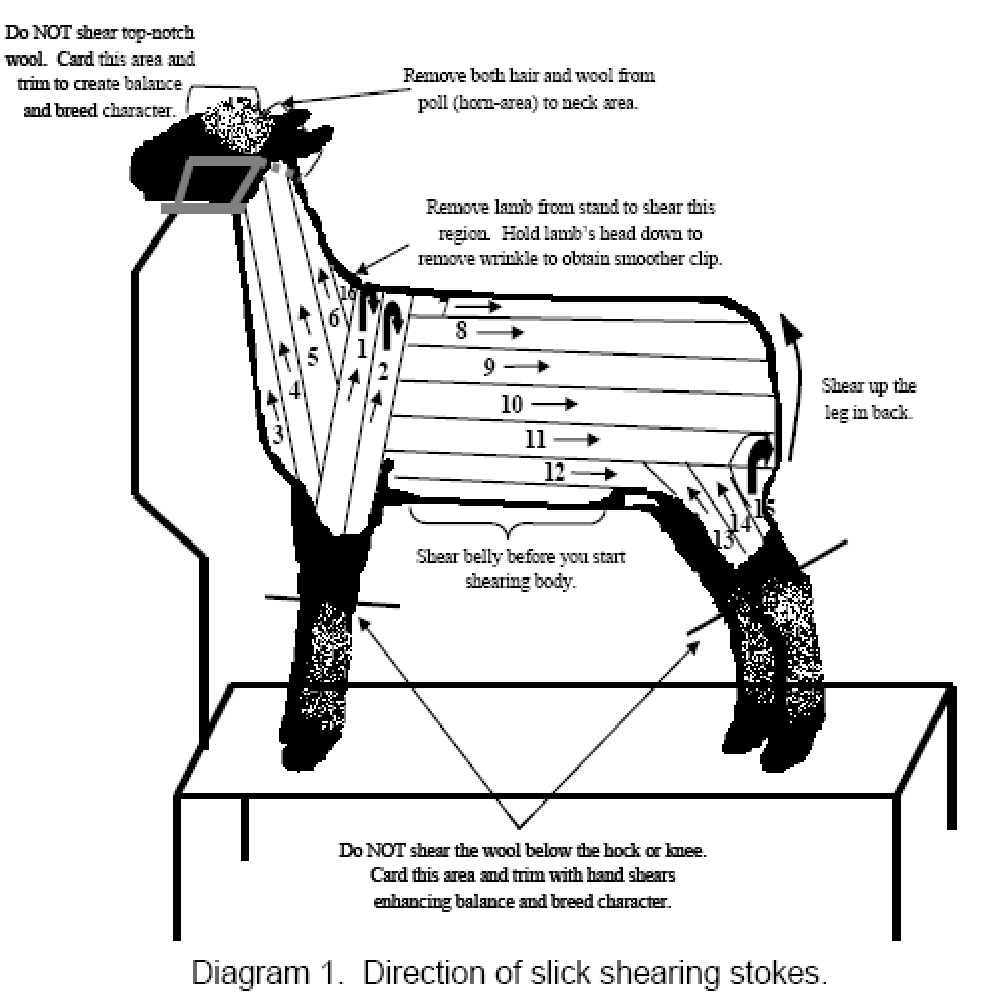 Do NOT shear top-notch
wool. Card this area and
trim to create balance
and breed character.
Remove both hair and wool from
poll (horn-area) to neck area.
Remove lamb from stand to shear this
region. Hold lamb's head down to
remove wrinkle to obtain smoother clip.
16
6
1
2
5
4
3
8
9
10
11
12
13
14
15
Shear up the
leg in back.
Shear belly before you start
shearing body.
Do NOT shear the wool below the hock or knee.
Card this area and trim with hand shears
enhancing balance and breed character.
Diagram 1. Direction of slick shearing stokes.